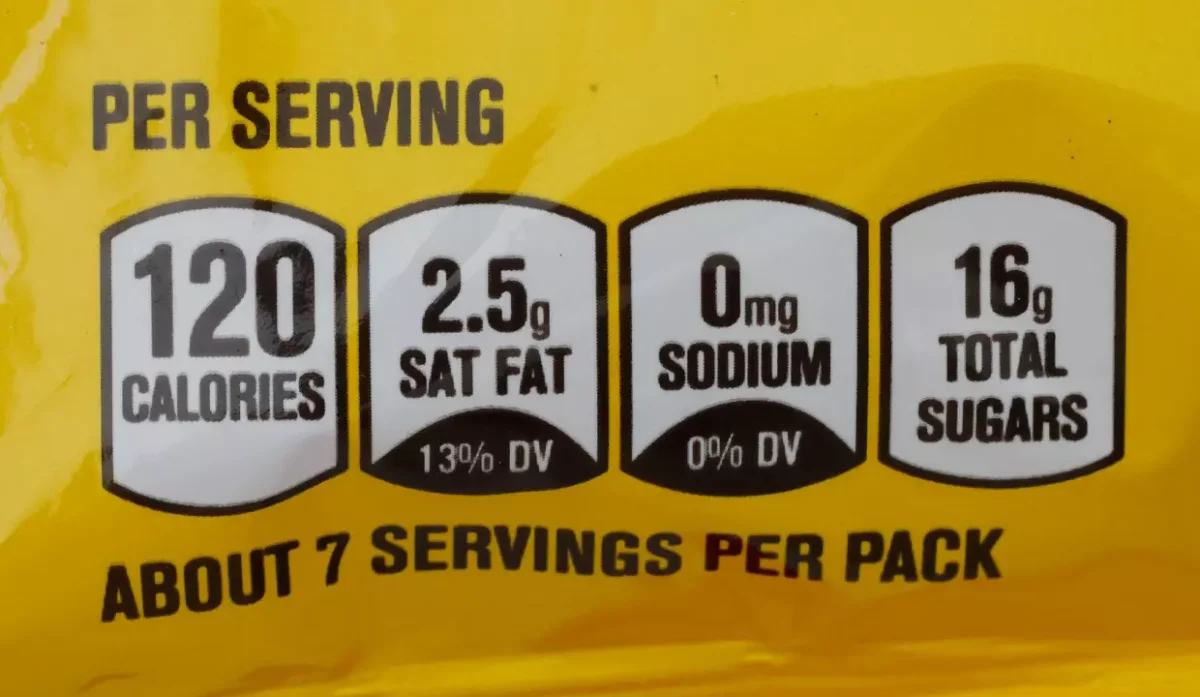 PER SERVING
120
CALORIES
2.5g
SAT FAT
13% DV
0mg
SODIUM
0% DV
16g
TOTAL
SUGARS
ABOUT 7 SERVINGS PER PACK